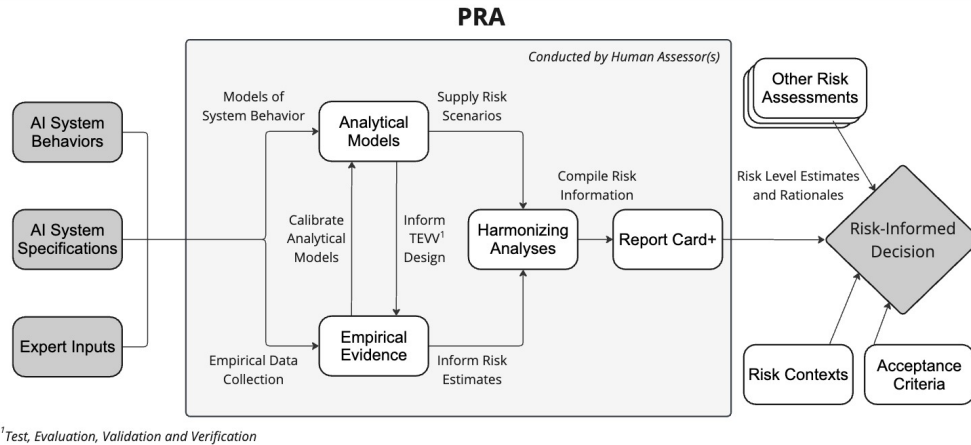 PRA
Conducted by Human Assessor(s)
AI System
Behaviors
AI System
Specifications
Expert Inputs
Models of
System Behavior
Analytical
Models
Supply Risk
Scenarios
Calibrate
Analytical
Models
Inform
TEVV¹
Design
Empirical Data
Collection
Empirical
Evidence
Inform Risk
Estimates
Harmonizing
Analyses
Compile Risk
Information
Report Card+
Other Risk
Assessments
Risk Level Estimates
and Rationales
Risk-Informed
Decision
Risk Contexts
Acceptance
Criteria
¹Test, Evaluation, Validation and Verification